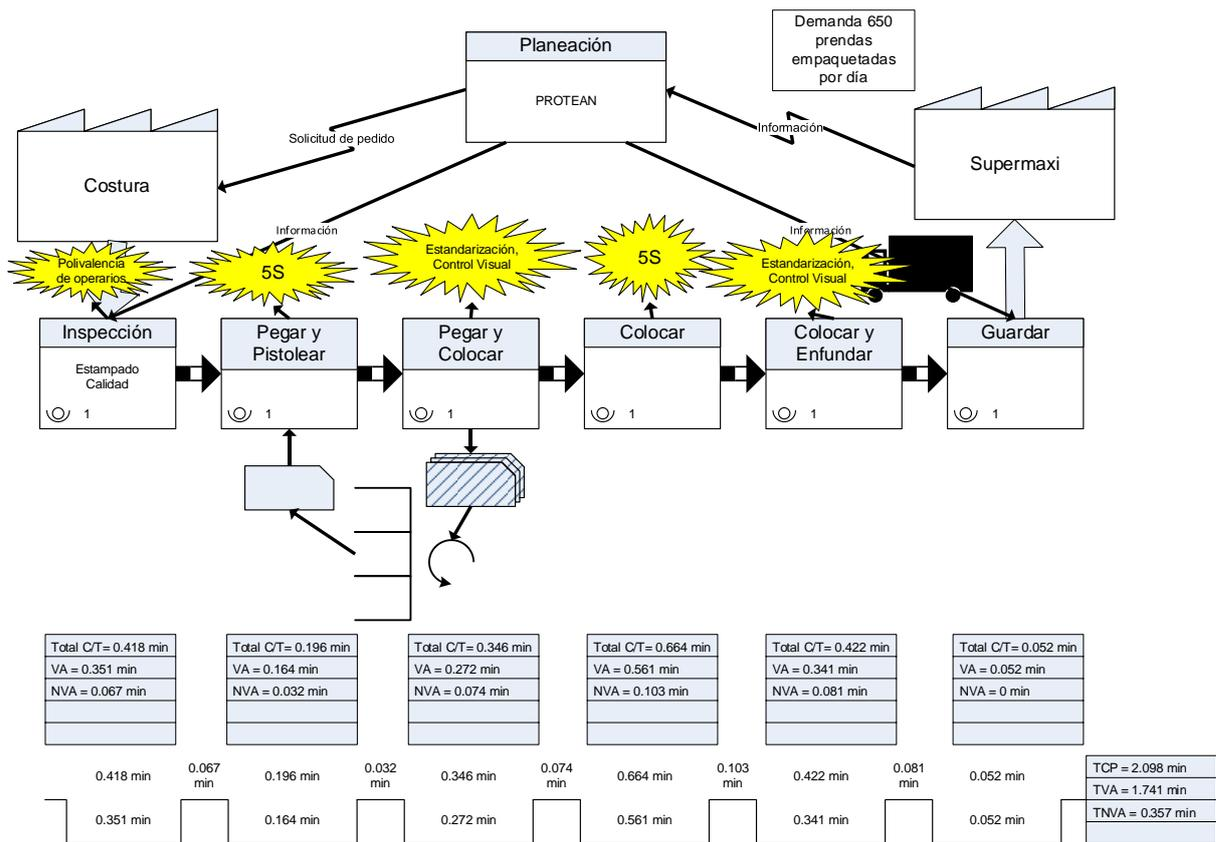 Demanda 650
prendas
empaquetadas
por día
Planeación
PROTEAN
Solicitud de pedido
Información
Costura
Supermaxi
Información
Información
Polivalencia
de operarios
5S
Estandarización,
Control Visual
5S
Estandarización,
Control Visual
Inspección
Estampado
Calidad
1
Pegar y
Pistolear
1
Pegar y
Colocar
1
Colocar
1
Colocar y
Enfundar
1
Guardar
1
Total C/T= 0.418 min
VA = 0.351 min
NVA = 0.067 min
Total C/T= 0.196 min
VA = 0.164 min
NVA = 0.032 min
Total C/T= 0.346 min
VA = 0.272 min
NVA = 0.074 min
Total C/T= 0.664 min
VA = 0.561 min
NVA = 0.103 min
Total C/T= 0.422 min
VA = 0.341 min
NVA = 0.081 min
Total C/T= 0.052 min
VA = 0.052 min
NVA = 0 min
0.418 min
0.067
min
0.196 min
0.032
min
0.346 min
0.074
min
0.664 min
0.103
min
0.422 min
0.081
min
0.052 min
0.351 min
0.164 min
0.272 min
0.561 min
0.341 min
0.052 min
TCP = 2.098 min
TVA = 1.741 min
TNVA = 0.357 min